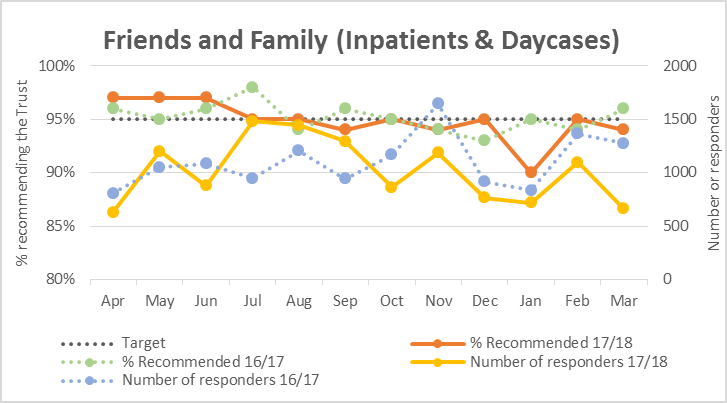 Friends and Family (Inpatients & Daycases)
% recommending the Trust
100%
95%
90%
85%
80%
2000
1500
1000
500
0
Number or responders
Apr May Jun Jul Aug Sep Oct Nov Dec Jan Feb Mar
Target % Recommended 17/18
% Recommended 16/17 Number of responders 17/18
Number of responders 16/17